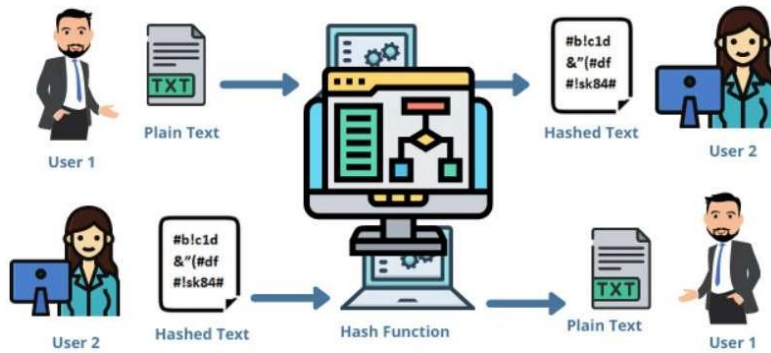 TXT
Plain Text
User 1
#b!c1d
&"(#df
#!sk84#
Hashed Text
User 2
#b!c1d
&"(#df
#!sk84#
User 2
Hashed Text
Hash Function
TXT
Plain Text
User 1